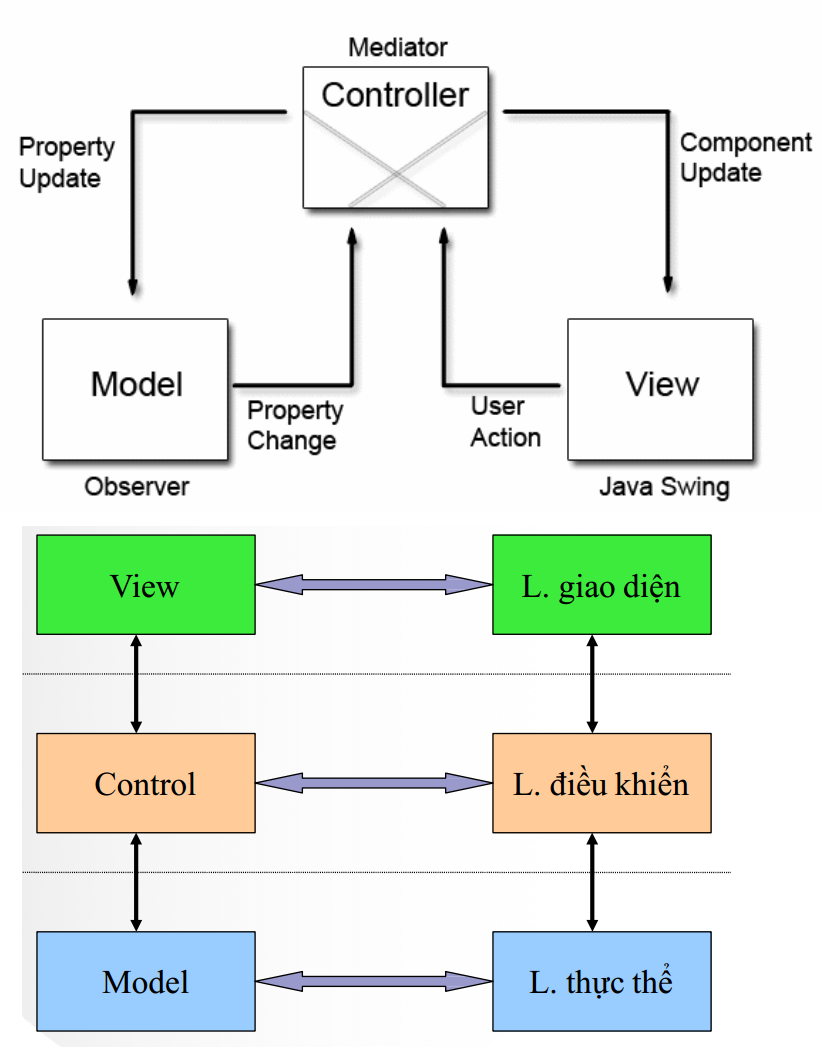 Mediator
Controller
Property
Update
Component
Update
Model
View
Property
Change
User
Action
Observer
Java Swing
View
L. giao diện
Control
L. điều khiển
Model
L. thực thể